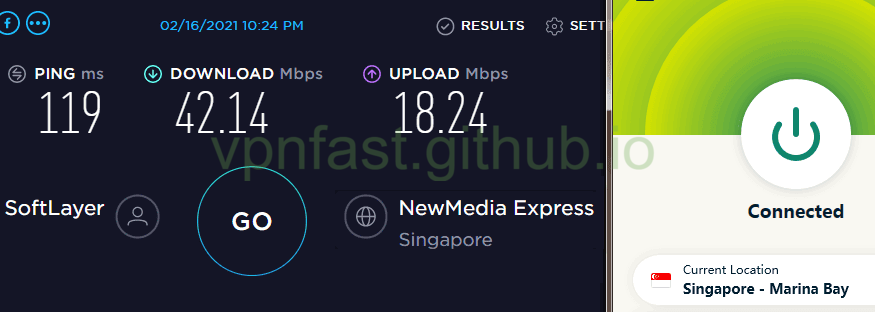 f
02/16/2021 10:24 PM
RESULTS
SETT
PING ms
DOWNLOAD Mbps
UPLOAD Mbps
119
42.14
18.24
vpnfast.github.io
SoftLayer
GO
NewMedia Express
Singapore
Connected
Current Location
Singapore - Marina Bay